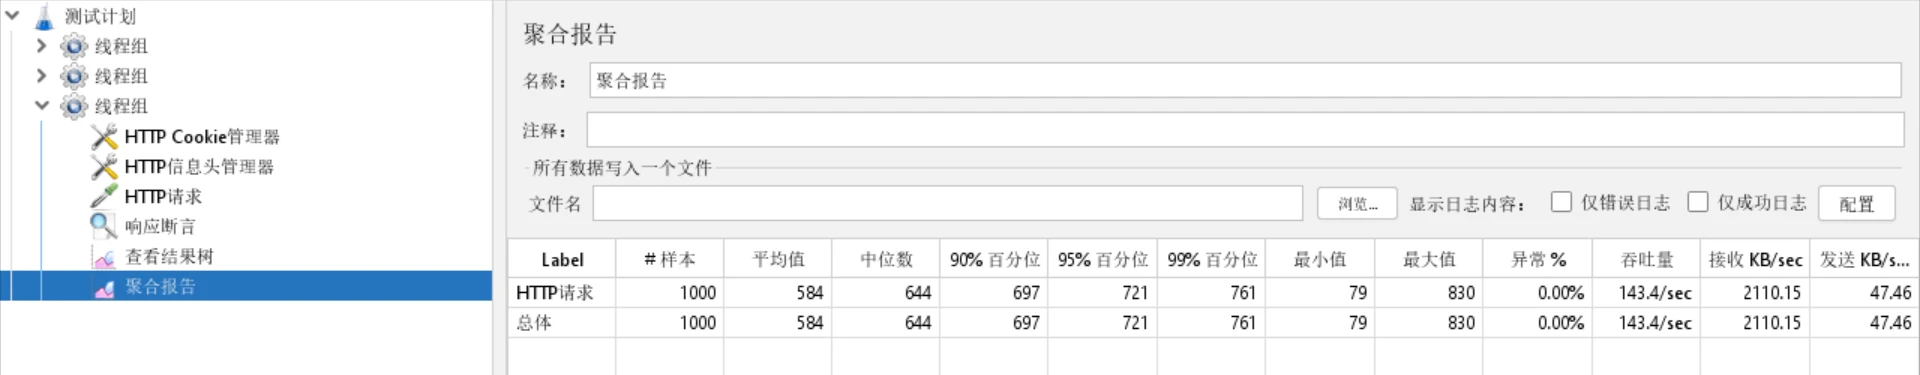 测试计划
线程组
线程组
线程组
HTTP Cookie管理器
HTTP信息头管理器
HTTP请求
响应断言
查看结果树
聚合报告
聚合报告
名称： 聚合报告
注释：
所有数据写入一个文件
文件名 浏览... 显示日志内容： 仅错误日志 仅成功日志 配置
Label # 样本 平均值 中位数 90% 百分位 95% 百分位 99% 百分位 最小值 最大值 异常 % 吞吐量 接收 KB/sec 发送 KB/s...
HTTP请求 1000 584 644 697 721 761 79 830 0.00% 143.4/sec 2110.15 47.46
总体 1000 584 644 697 721 761 79 830 0.00% 143.4/sec 2110.15 47.46